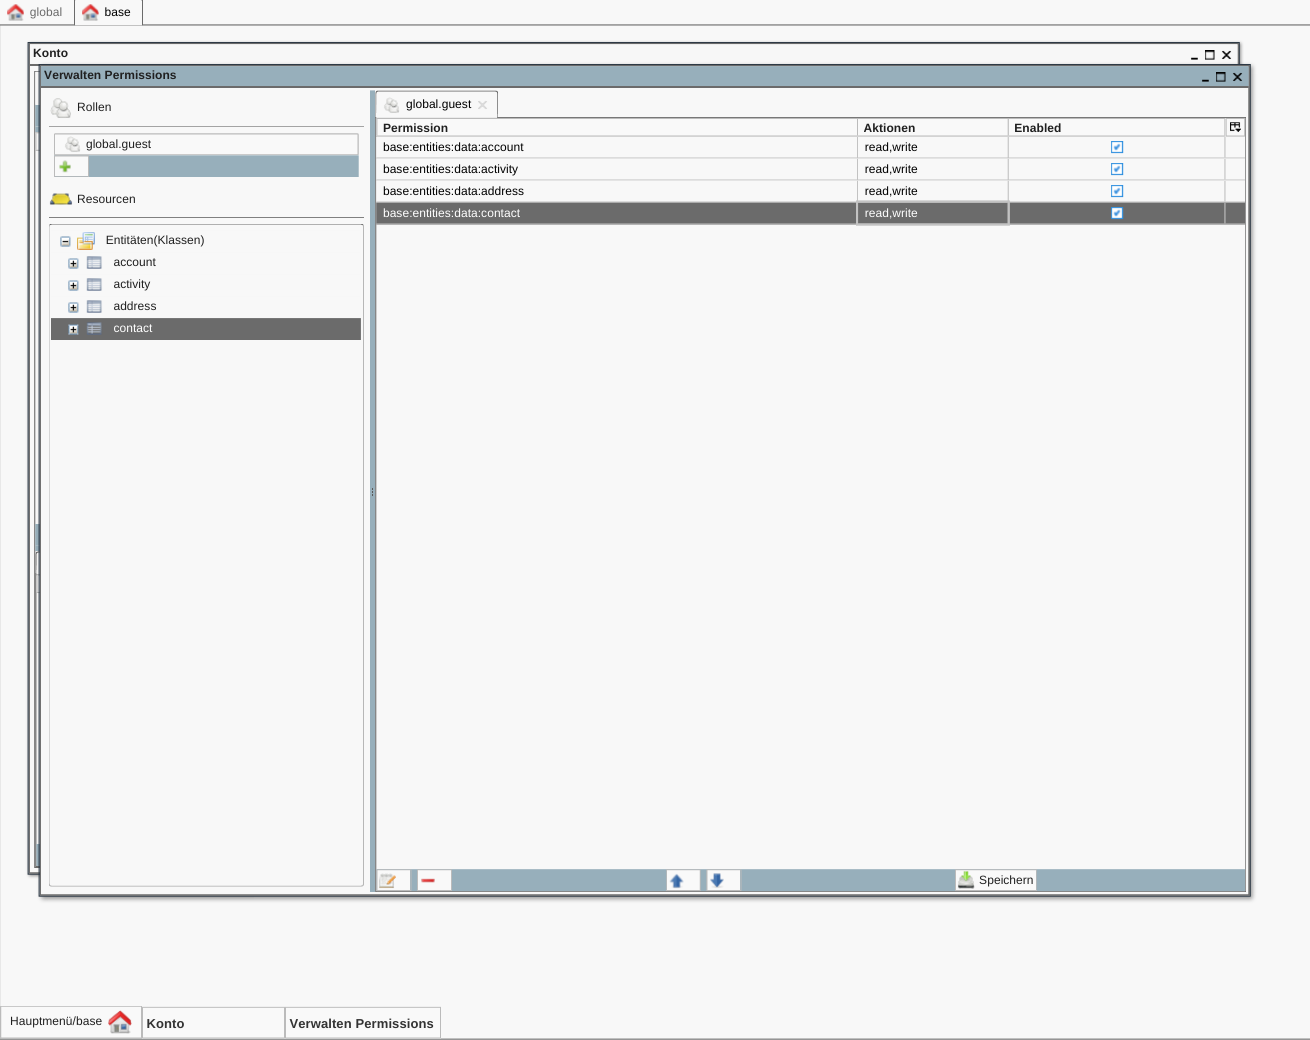 global base
Konto
Verwalten Permissions
Rollen
global.guest
Resourcen
Entitäten(Klassen)
account
activity
address
contact
global.guest
Permission Aktionen Enabled
base:entities:data:account read,write
base:entities:data:activity read,write
base:entities:data:address read,write
base:entities:data:contact read,write
Speichern
Hauptmenü/base Konto Verwalten Permissions